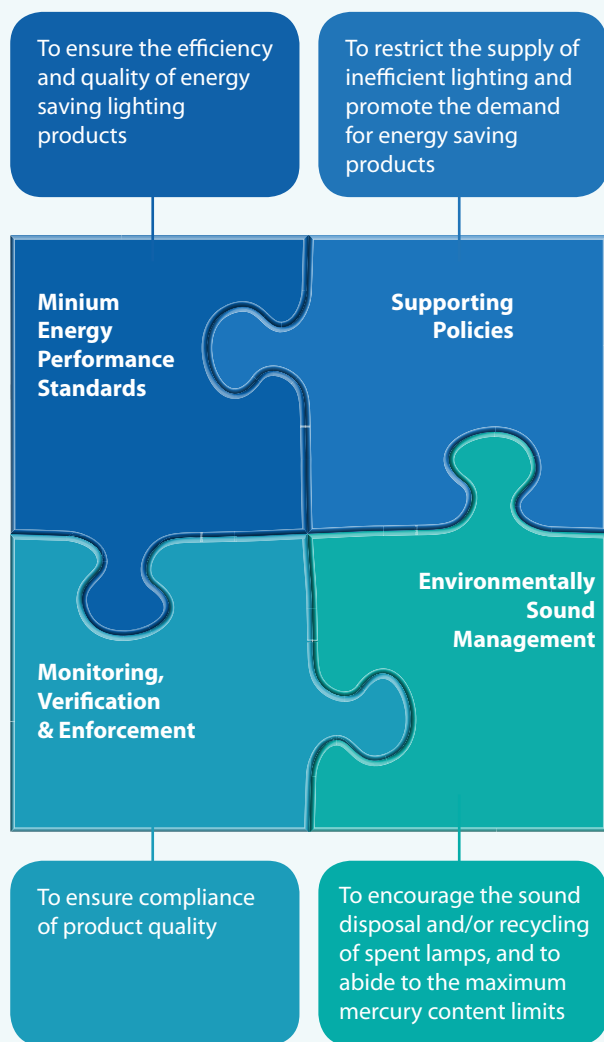 To ensure the efficiency
and quality of energy
saving lighting
products
To restrict the supply of
inefficient lighting and
promote the demand
for energy saving
products
Minium
Energy
Performance
Standards
Supporting
Policies
Monitoring,
Verification
& Enforcement
Environmentally
Sound
Management
To ensure compliance
of product quality
To encourage the sound
disposal and/or recycling
of spent lamps, and to
abide to the maximum
mercury content limits